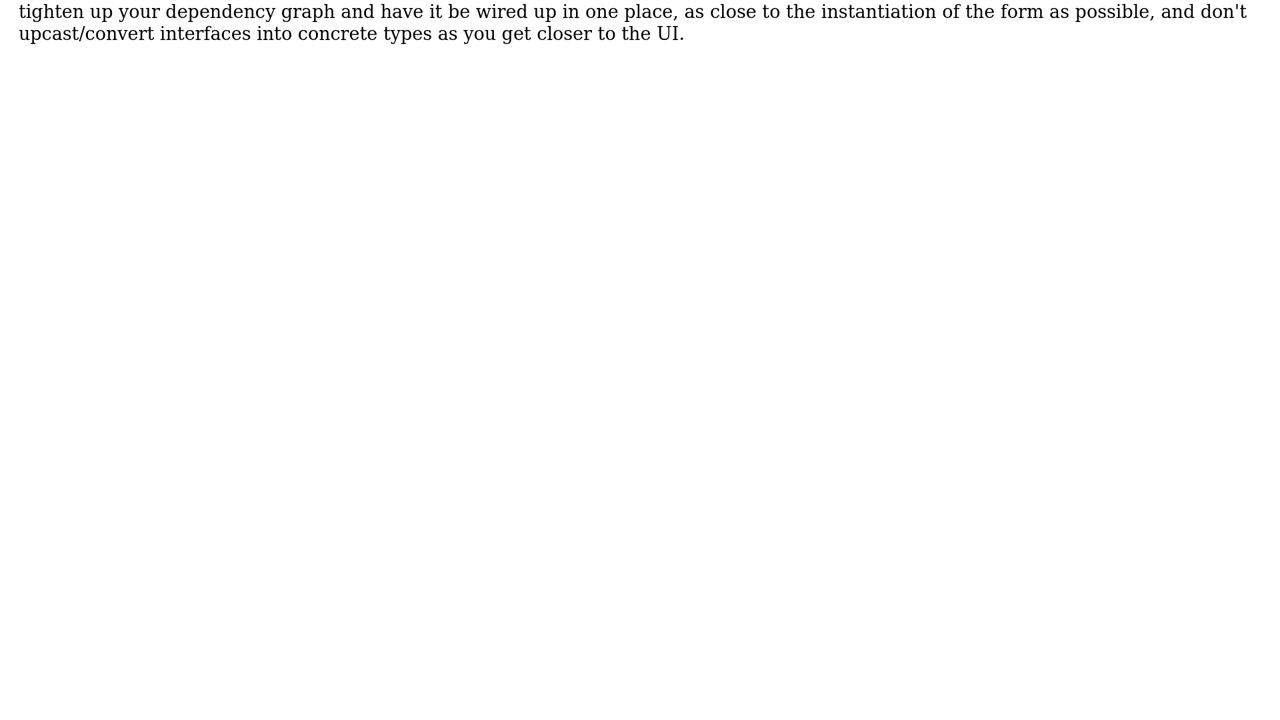 tighten up your dependency graph and have it be wired up in one place, as close to the instantiation of the form as possible, and don't
upcast/convert interfaces into concrete types as you get closer to the UI.